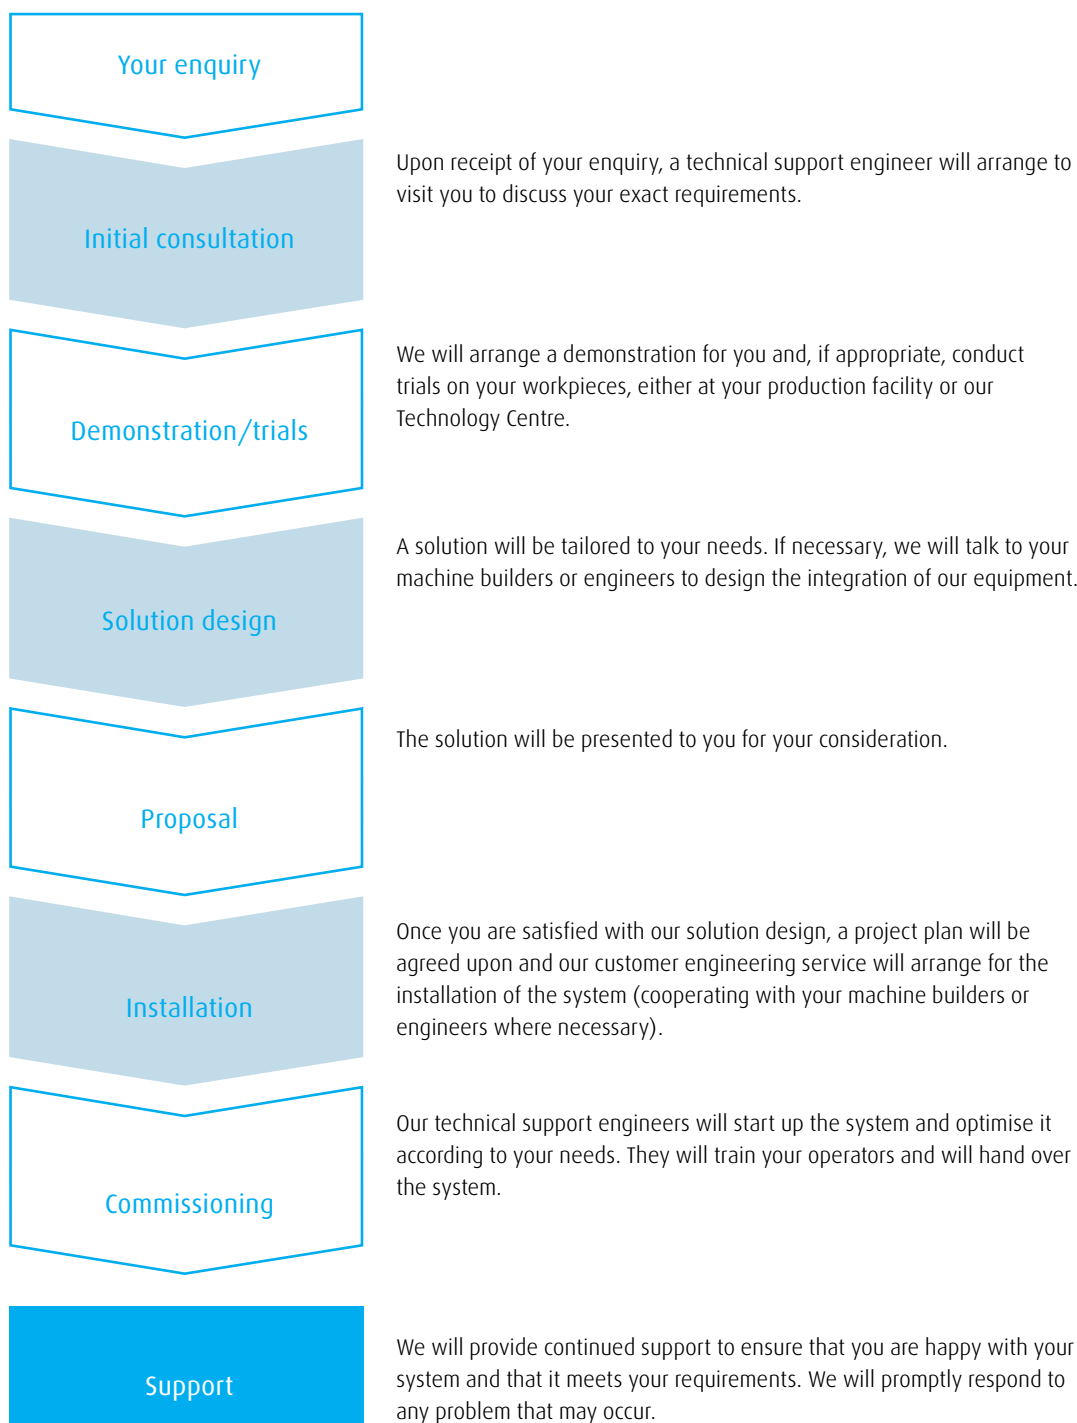 Your enquiry
Upon receipt of your enquiry, a technical support engineer will arrange to
visit you to discuss your exact requirements.
Initial consultation
We will arrange a demonstration for you and, if appropriate, conduct
trials on your workpieces, either at your production facility or our
Technology Centre.
Demonstration/trials
A solution will be tailored to your needs. If necessary, we will talk to your
machine builders or engineers to design the integration of our equipment.
Solution design
The solution will be presented to you for your consideration.
Proposal
Once you are satisfied with our solution design, a project plan will be
agreed upon and our customer engineering service will arrange for the
installation of the system (cooperating with your machine builders or
engineers where necessary).
Installation
Our technical support engineers will start up the system and optimise it
according to your needs. They will train your operators and will hand over
the system.
Commissioning
We will provide continued support to ensure that you are happy with your
system and that it meets your requirements. We will promptly respond to
any problem that may occur.
Support